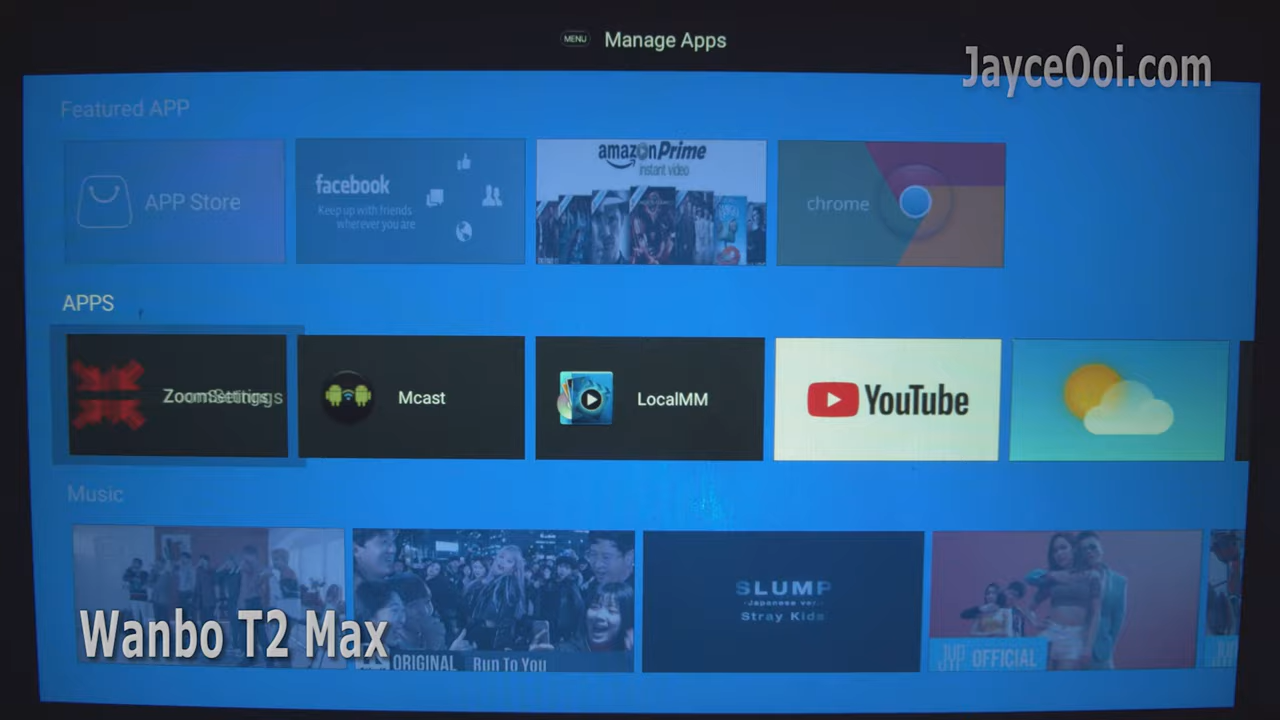 MENU Manage Apps
JayceOoi.com
Featured APP
APP Store
facebook
Keep up with friends
wherever you are
amazonPrime
instant video
chrome
APPS
ZoomSettings
Mcast
LocalMM
YouTube
Music
SLUMP
-Japanese ver.-
Stray Kids
Wanbo T2 Max
ORIGINAL Run To You
JYP OFFICIAL